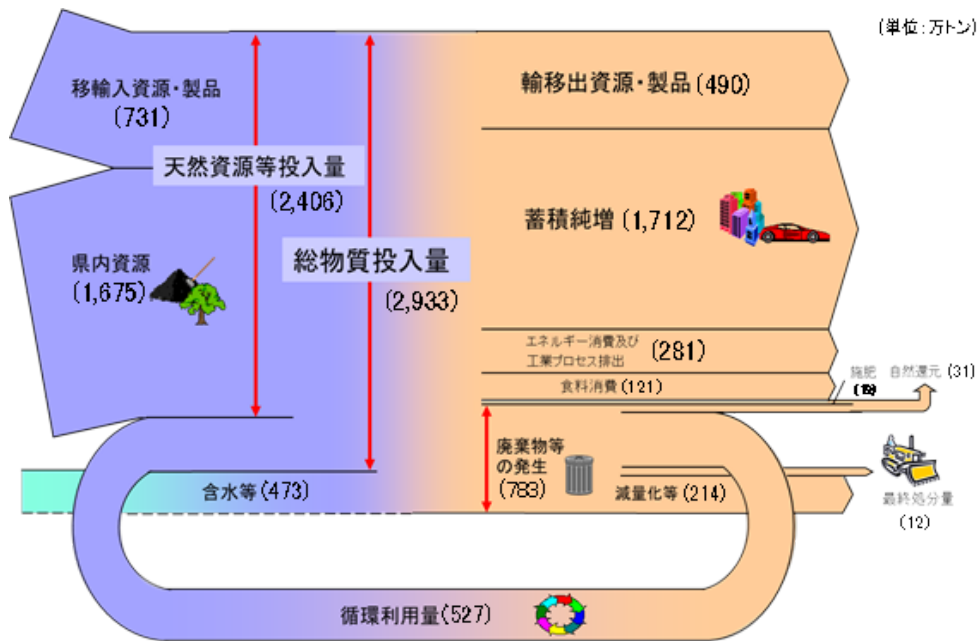 (単位:万トン)
移輸入資源・製品
(731)
輸移出資源・製品(490)
天然資源等投入量
(2,406)
蓄積純増(1,712)
総物質投入量
(2,933)
県内資源
(1,675)
エネルギー消費及び
工業プロセス排出
(281)
食料消費(121)
施肥
自然還元(31)
廃棄物等
の発生
(783)
含水等(473)
減量化等(214)
最終処分量
(12)
循環利用量(527)